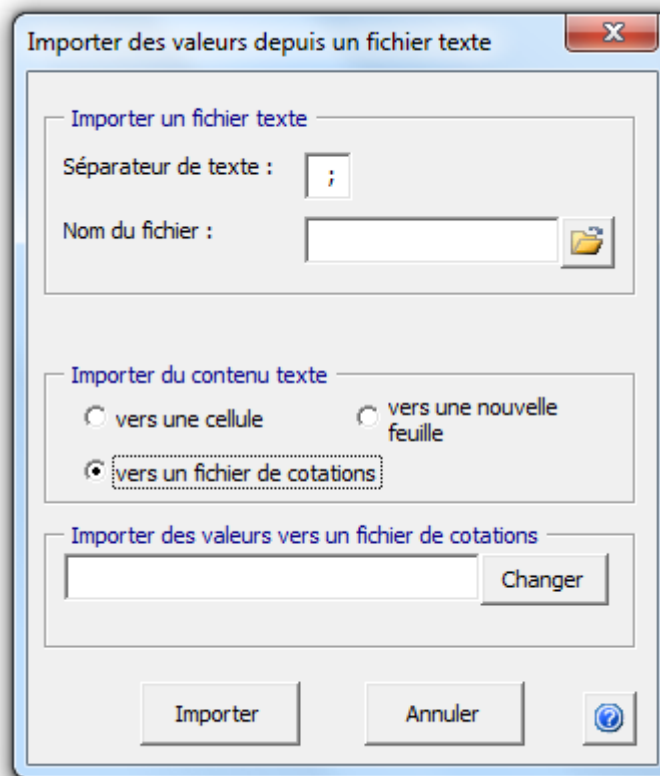 Importer des valeurs depuis un fichier texte
Importer un fichier texte
Séparateur de texte :
;
Nom du fichier :
Importer du contenu texte
vers une cellule
vers une nouvelle
feuille
vers un fichier de cotations
Importer des valeurs vers un fichier de cotations
Changer
Importer
Annuler
?